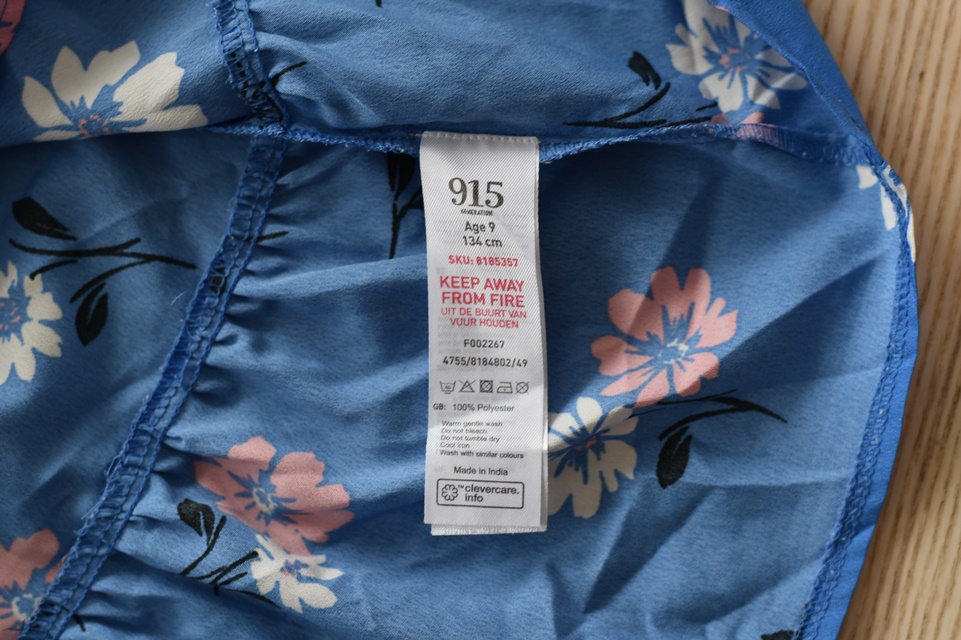 915
GENERATION
Age 9
134 cm
SKU: 8185357
KEEP AWAY
FROM FIRE
UIT DE BUURT VAN
VUUR HOUDEN
F002267
4755/8184802/49
GB: 100% Polyester
Warm gentle wash
Do not bleach
Do not tumble dry
Cool iron
Wash with similar colours
Made in India
™clevercare.
info